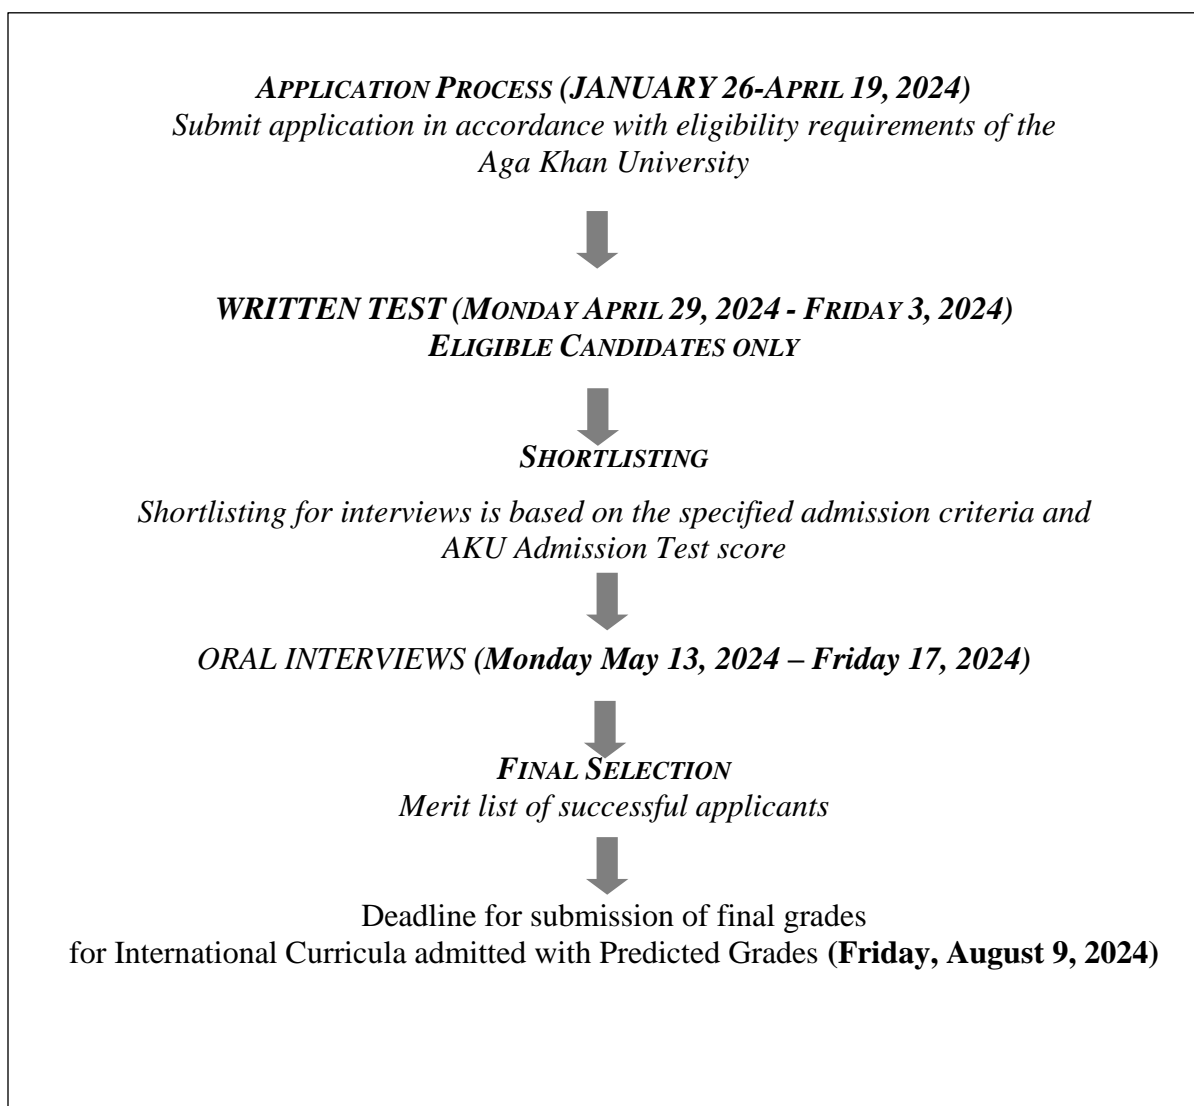 APPLICATION PROCESS (JANUARY 26-APRIL 19, 2024)
Submit application in accordance with eligibility requirements of the
Aga Khan University
WRITTEN TEST (MONDAY APRIL 29, 2024 - FRIDAY 3, 2024)
ELIGIBLE CANDIDATES ONLY
SHORTLISTING
Shortlisting for interviews is based on the specified admission criteria and
AKU Admission Test score
ORAL INTERVIEWS (Monday May 13, 2024 – Friday 17, 2024)
FINAL SELECTION
Merit list of successful applicants
Deadline for submission of final grades
for International Curricula admitted with Predicted Grades (Friday, August 9, 2024)